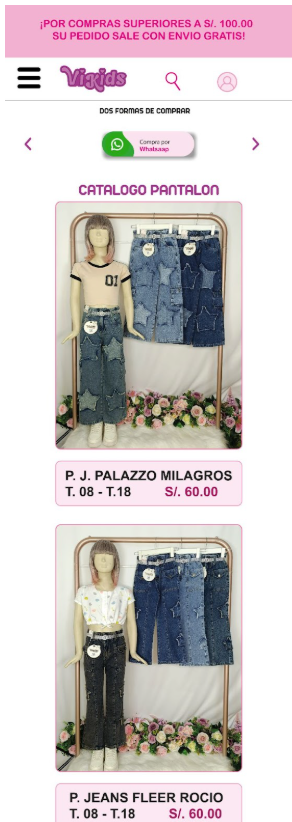 ¡POR COMPRAS SUPERIORES A S/. 100.00
SU PEDIDO SALE CON ENVIO GRATIS!
Vikids
DOS FORMAS DE COMPRAR
Compra por
Whatsaap
CATALOGO PANTALON
01
P. J. PALAZZO MILAGROS
T. 08 - T.18 S/. 60.00
P. JEANS FLEER ROCIO
T. 08 - T.18 S/. 60.00